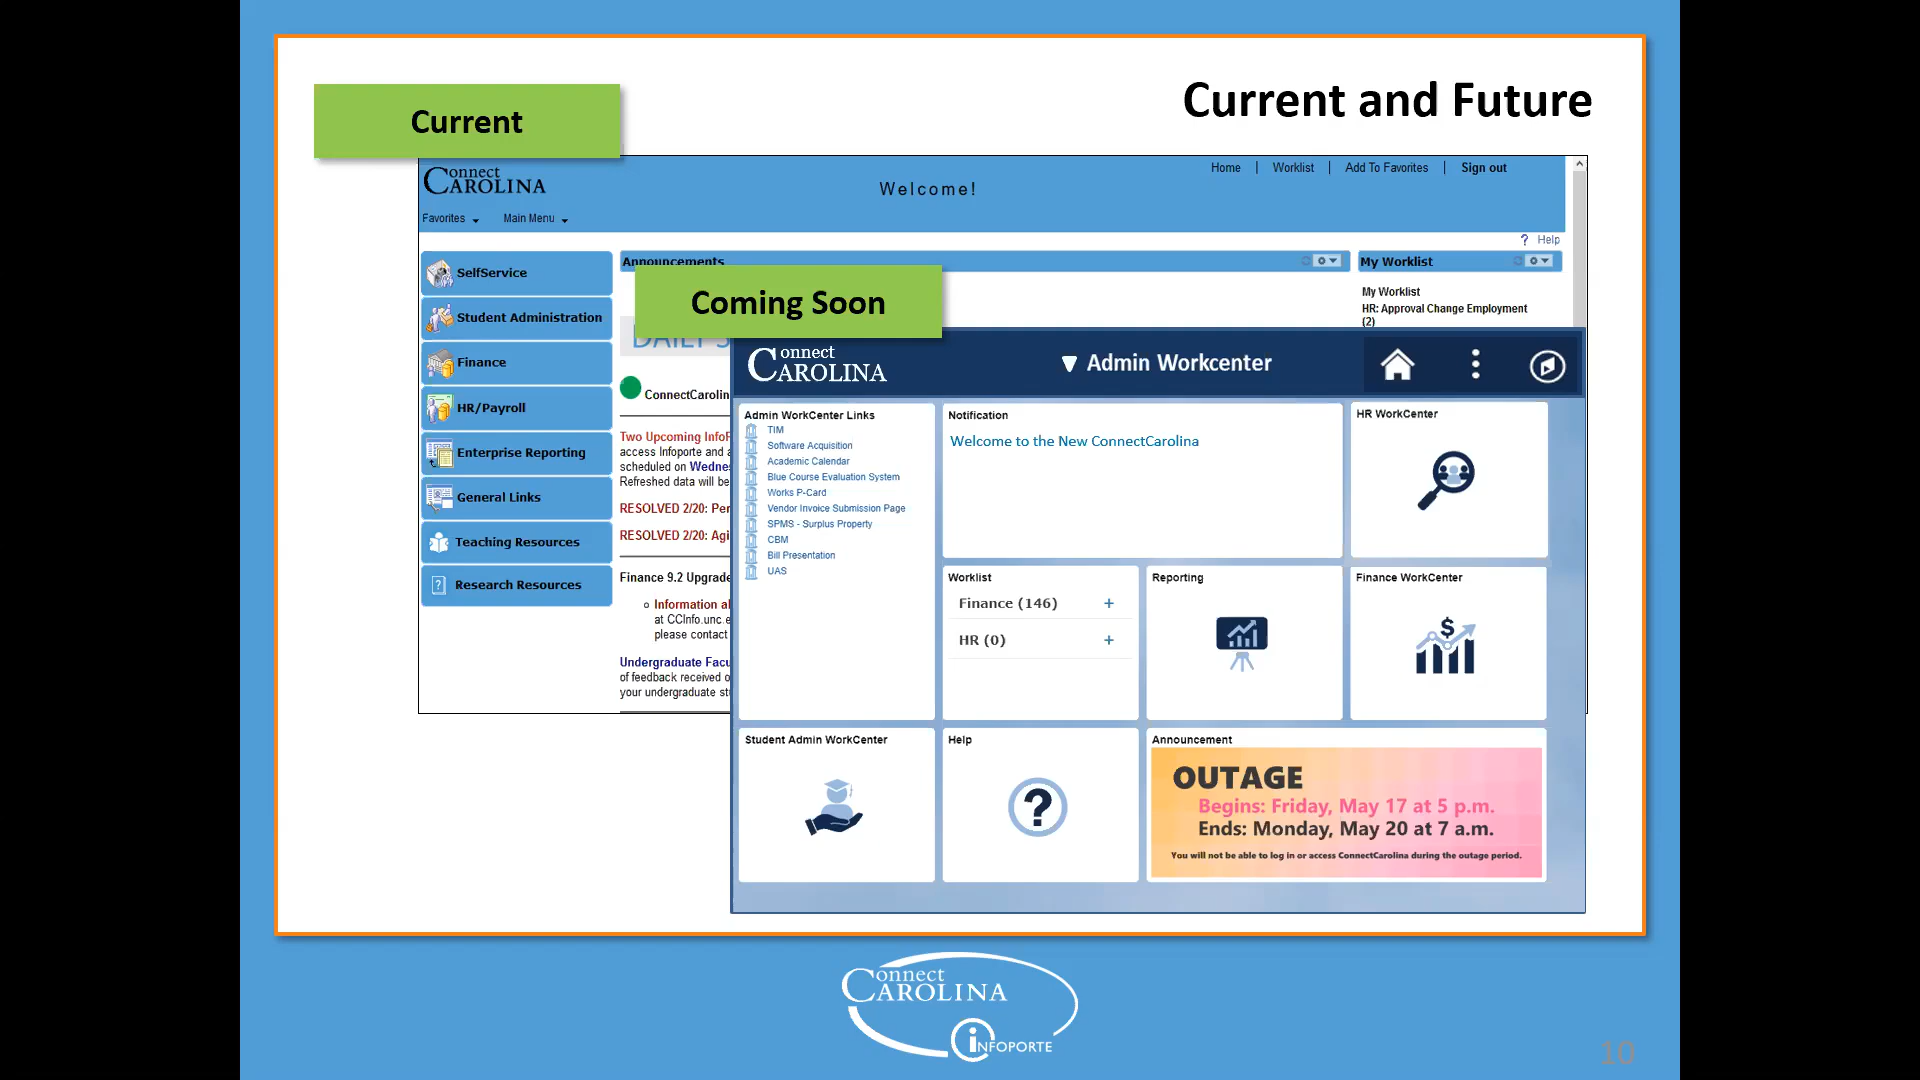 Current and Future
Current
Connect
CAROLINA
Welcome!
Home | Worklist | Add To Favorites | Sign out
Favorites
Main Menu
? Help
SelfService
Student Administration
Finance
HR/Payroll
Enterprise Reporting
General Links
Teaching Resources
Research Resources
Announcements
My Worklist
My Worklist
HR: Approval Change Employment
(2)
DAILY S
ConnectCarolin
Two Upcoming InfoP
access Infoporte and a
scheduled on Wednes
Refreshed data will be
RESOLVED 2/20: Per
RESOLVED 2/20: Agi
Finance 9.2 Upgrade
Information al
at CCInfo.unc.e
please contact
Undergraduate Facu
of feedback received o
your undergraduate stu
Coming Soon
Connect
CAROLINA
Admin Workcenter
Admin WorkCenter Links
TIM
Software Acquisition
Academic Calendar
Blue Course Evaluation System
Works P-Card
Vendor Invoice Submission Page
SPMS - Surplus Property
CBM
Bill Presentation
UAS
Notification
Welcome to the New ConnectCarolina
HR WorkCenter
Worklist
Finance (146) +
HR (0) +
Reporting
Finance WorkCenter
Student Admin WorkCenter
Help
?
Announcement
OUTAGE
Begins: Friday, May 17 at 5 p.m.
Ends: Monday, May 20 at 7 a.m.
You will not be able to log in or access ConnectCarolina during the outage period.
Connect
CAROLINA
INFOPORTE
10